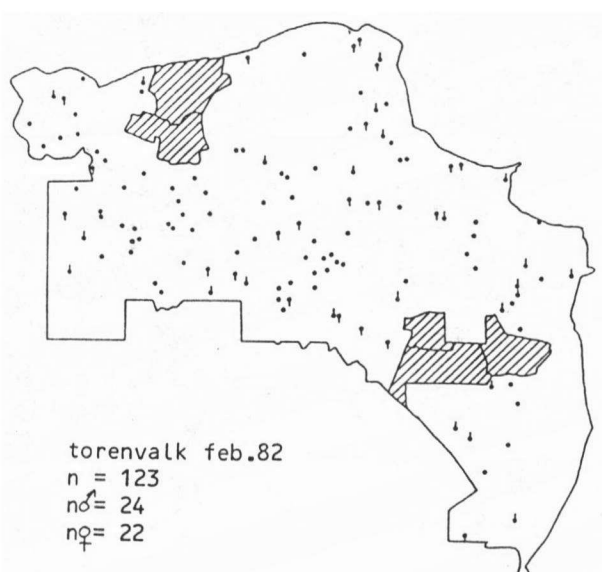 torenvalk feb.82
n = 123
n♂= 24
n♀= 22